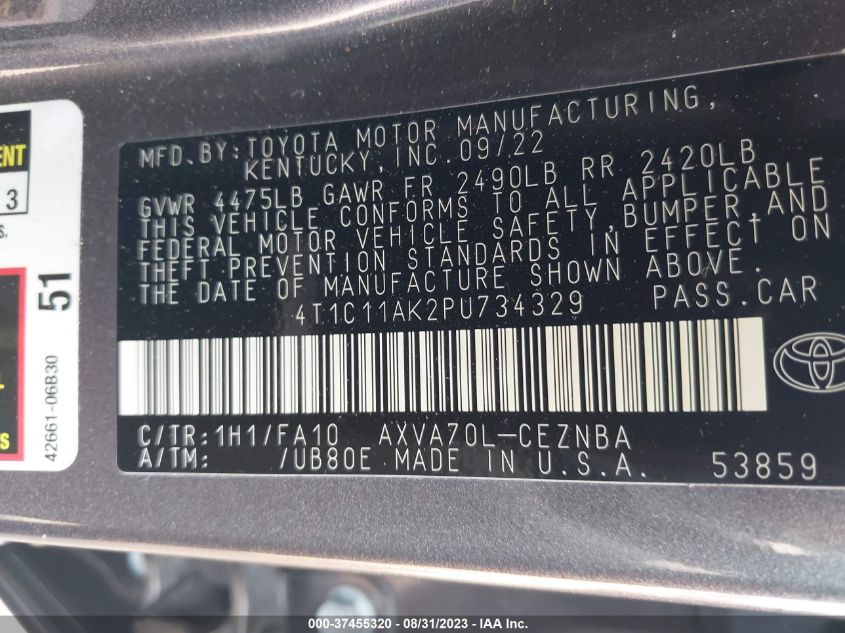 MFD. BY: TOYOTA MOTOR MANUFACTURING,
KENTUCKY, INC. 09/22
GVWR 4475LB GAWR FR 2490LB RR 2420LB
THIS VEHICLE CONFORMS TO ALL APPLICABLE
FEDERAL MOTOR VEHICLE SAFETY, BUMPER, AND
THEFT PREVENTION STANDARDS IN EFFECT ON
THE DATE OF MANUFACTURE SHOWN ABOVE.
4T1C11AK2PU734329 PASS. CAR
C/TR: 1H1/FA10 AXVA70L-CEZNBA
A/TM: /UB80E MADE IN U.S.A. 53859
3
51
42661-06B30
000-37455320 - 08/31/2023 - IAA Inc.